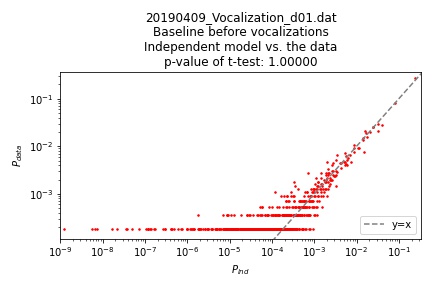 20190409_Vocalization_d01.dat
Baseline before vocalizations
Independent model vs. the data
p-value of t-test: 1.00000
P_data
10⁻¹
10⁻²
10⁻³
y=x
10⁻⁹ 10⁻⁸ 10⁻⁷ 10⁻⁶ 10⁻⁵ 10⁻⁴ 10⁻³ 10⁻² 10⁻¹
P_ind